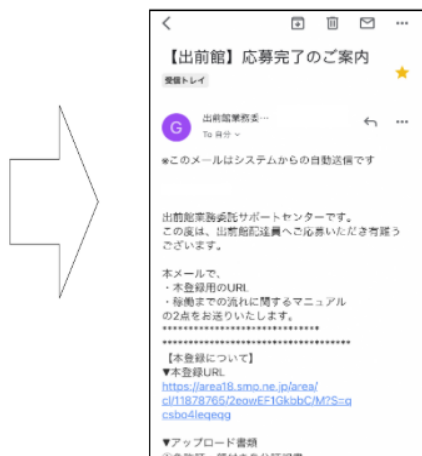 【出前館】応募完了のご案内
受信トレイ
G
出前館業務委…
To 自分
※このメールはシステムからの自動送信です
出前館業務委託サポートセンターです。
この度は、出前館配達員へご応募いただき有難う
ございます。
本メールで、
・本登録用のURL
・稼働までの流れに関するマニュアル
の2点をお送りいたします。
******************************
************************************
【本登録について】
▼本登録URL
https://area18.smp.ne.jp/area/
cl/11878765/2eowEF1GkbbC/M?S=q
csbo4leqeqg
▼アップロード書類